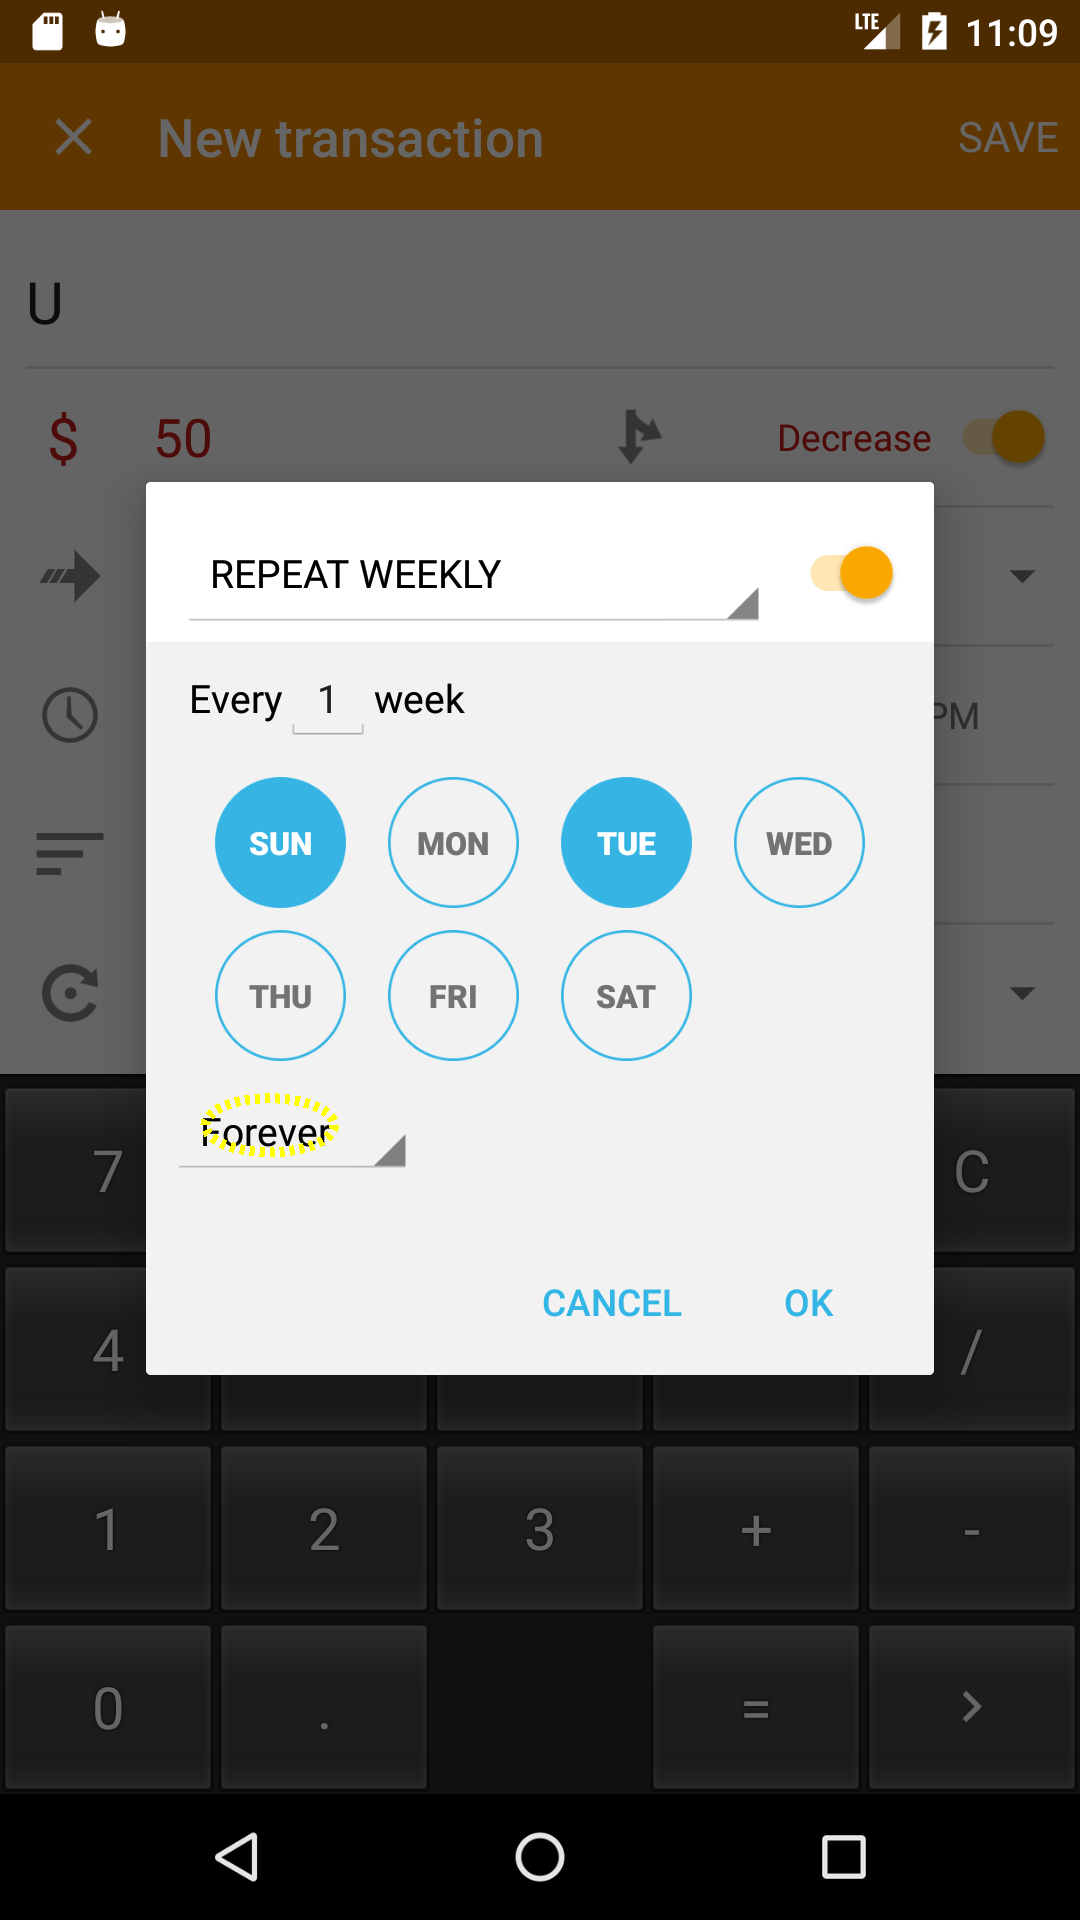 LTE 11:09
New transaction SAVE
U
$ 50 Decrease
REPEAT WEEKLY
Every 1 week
PM
SUN MON TUE WED
THU FRI SAT
Forever
7 C
CANCEL OK
4 /
1 2 3 + -
0 . = >